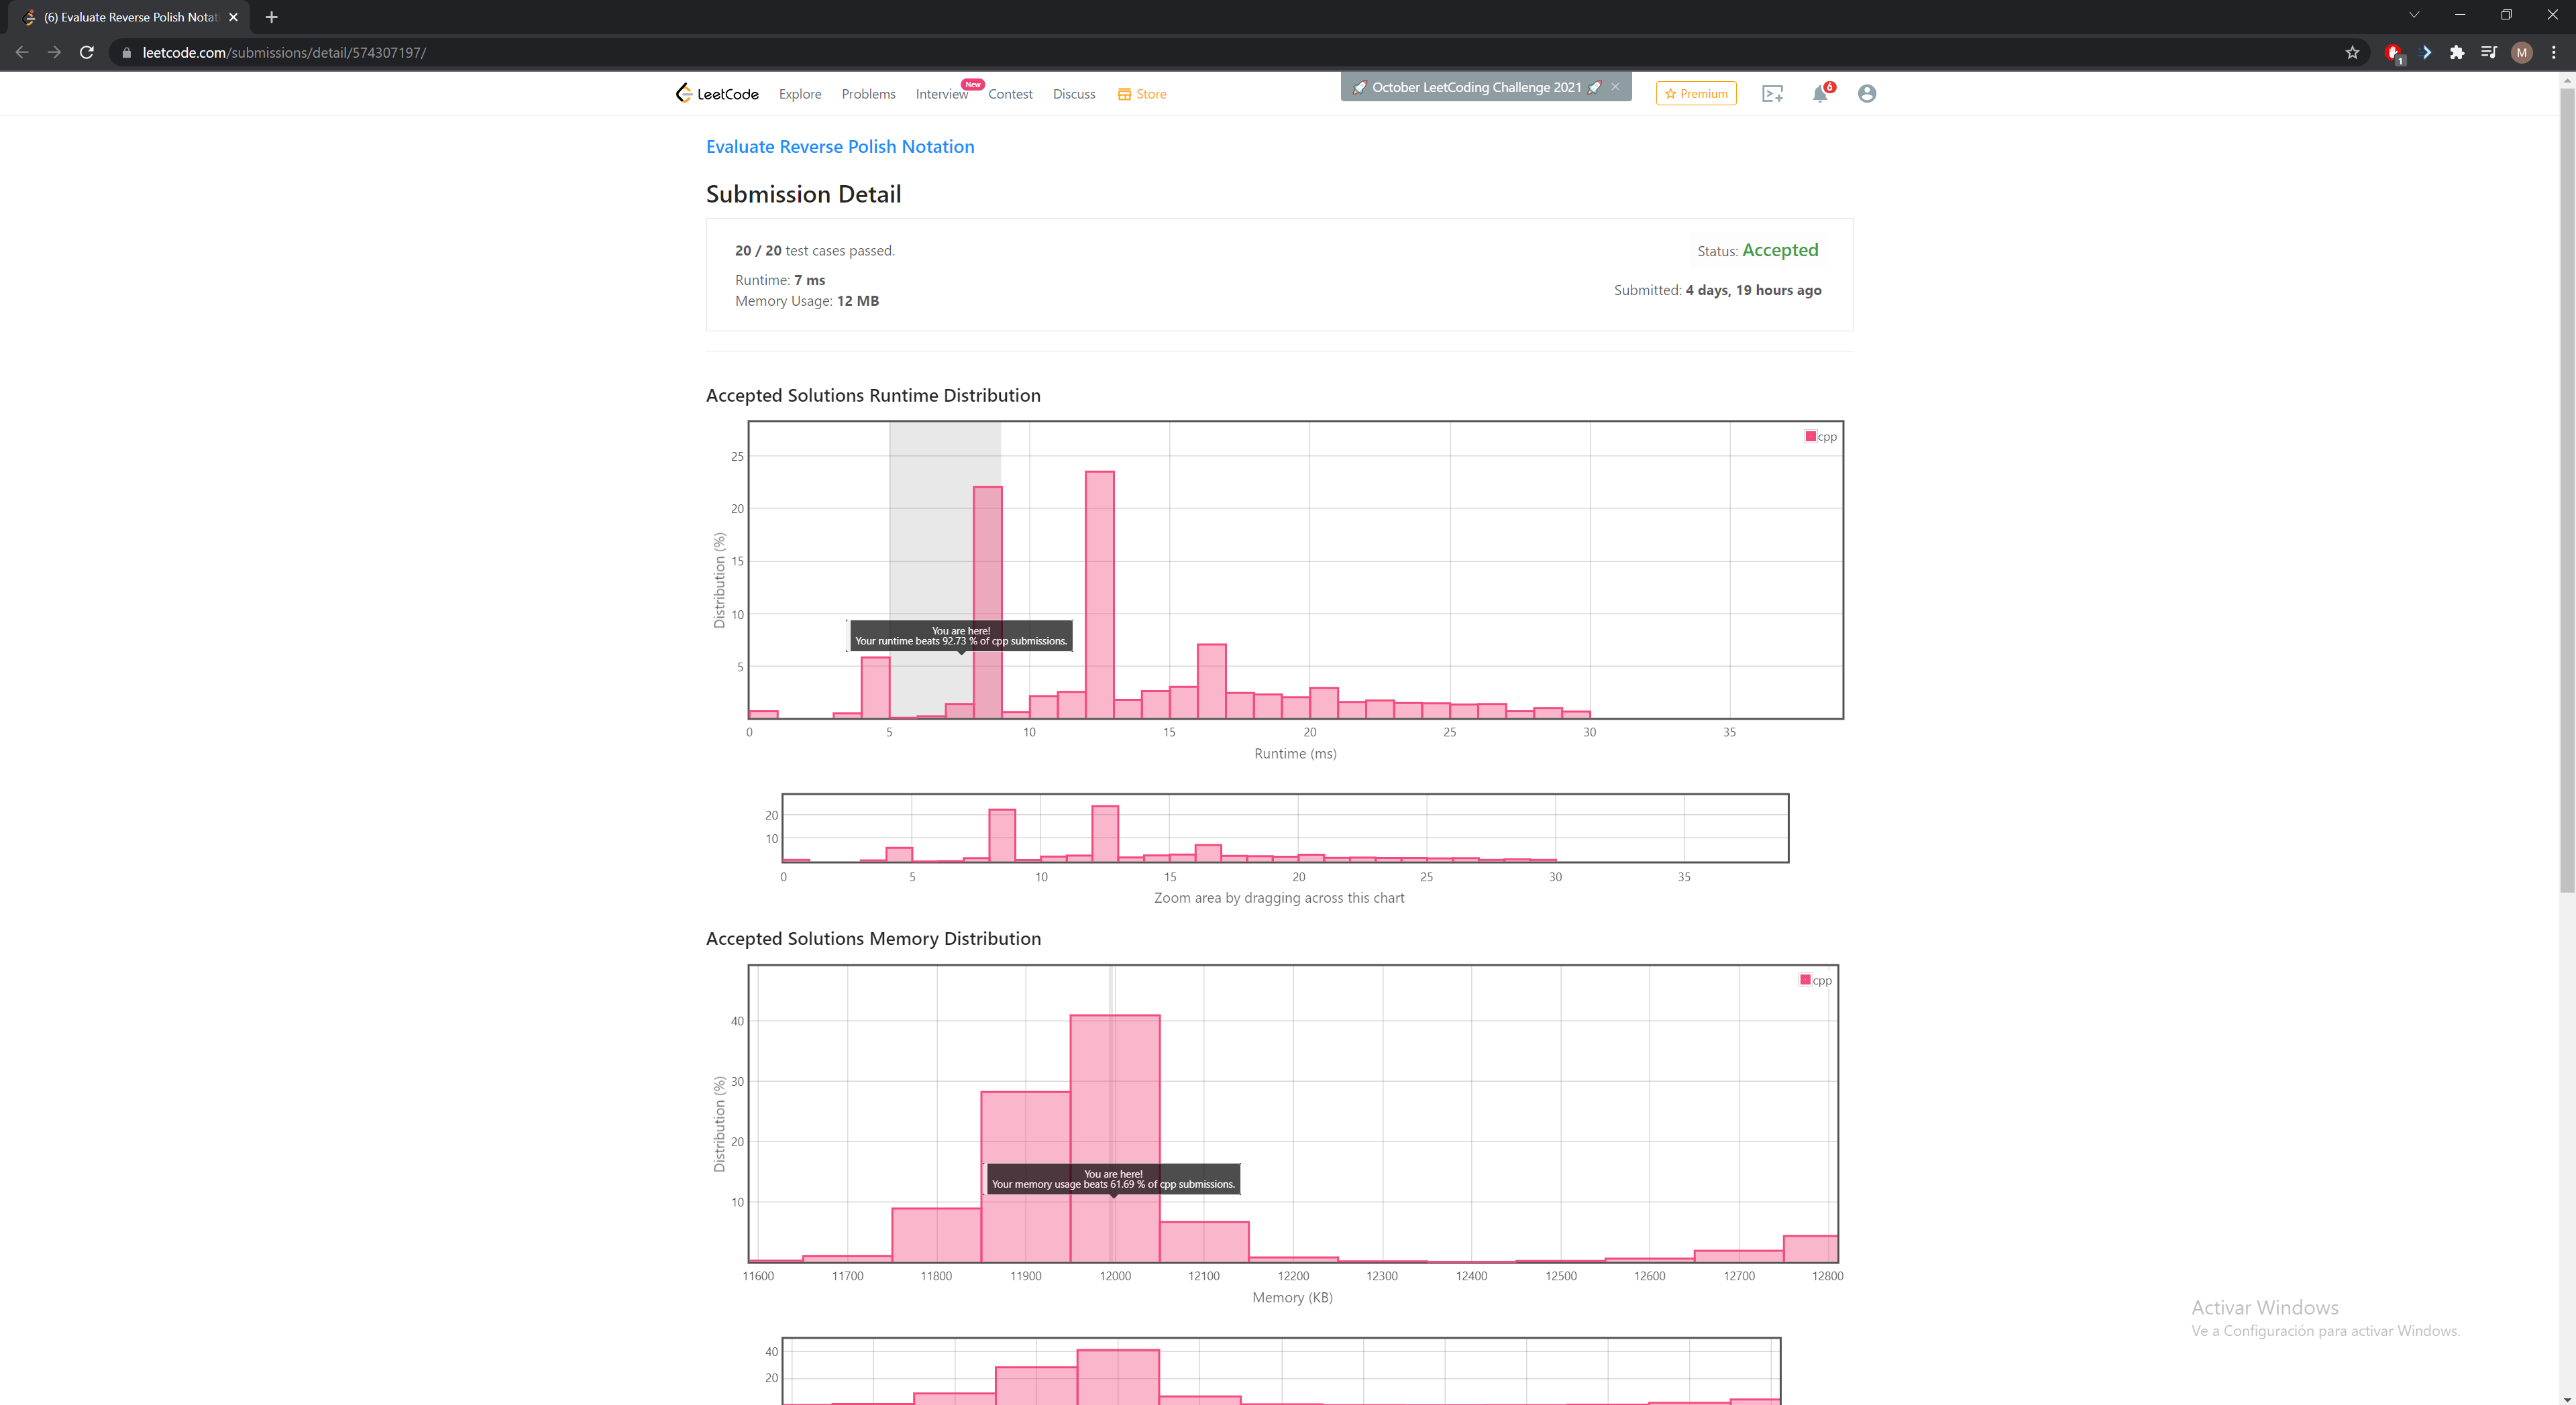 (6) Evaluate Reverse Polish Notati
leetcode.com/submissions/detail/574307197/
1
M
LeetCode
Explore
Problems
Interview
New
Contest
Discuss
Store
October LeetCoding Challenge 2021
Premium
6
Evaluate Reverse Polish Notation
Submission Detail
20 / 20 test cases passed.
Status: Accepted
Runtime: 7 ms
Submitted: 4 days, 19 hours ago
Memory Usage: 12 MB
Accepted Solutions Runtime Distribution
cpp
25
20
15
10
5
Distribution (%)
You are here!
Your runtime beats 92.73 % of cpp submissions.
0 5 10 15 20 25 30 35
Runtime (ms)
20
10
0 5 10 15 20 25 30 35
Zoom area by dragging across this chart
Accepted Solutions Memory Distribution
cpp
40
30
20
10
Distribution (%)
You are here!
Your memory usage beats 61.69 % of cpp submissions.
11600 11700 11800 11900 12000 12100 12200 12300 12400 12500 12600 12700 12800
Memory (KB)
Activar Windows
Ve a Configuración para activar Windows.
40
20